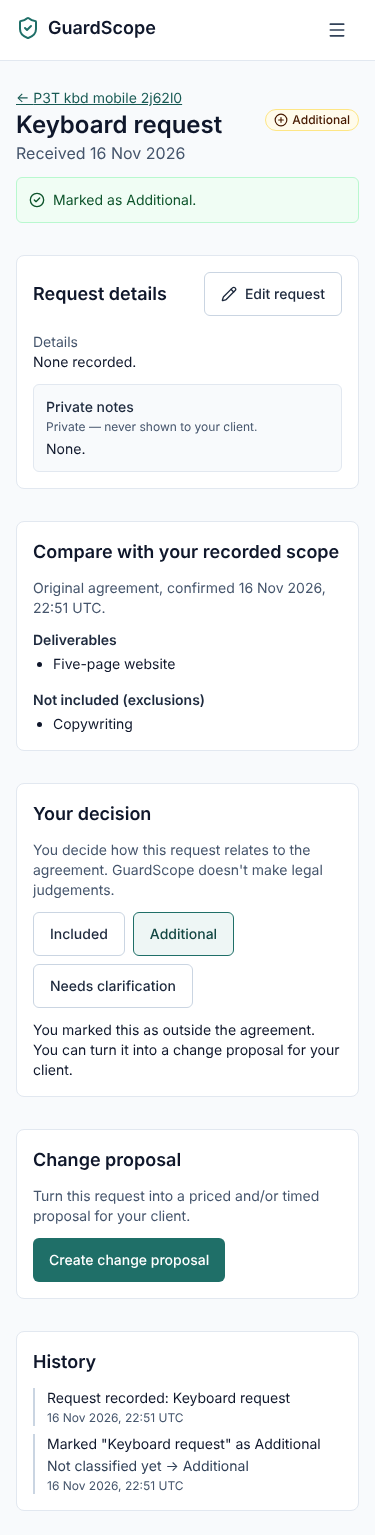 GuardScope
← P3T kbd mobile 2j62l0
Keyboard request
Additional
Received 16 Nov 2026
Marked as Additional.
Request details
Edit request
Details
None recorded.
Private notes
Private — never shown to your client.
None.
Compare with your recorded scope
Original agreement, confirmed 16 Nov 2026,
22:51 UTC.
Deliverables
• Five-page website
Not included (exclusions)
• Copywriting
Your decision
You decide how this request relates to the
agreement. GuardScope doesn't make legal
judgements.
Included
Additional
Needs clarification
You marked this as outside the agreement.
You can turn it into a change proposal for your
client.
Change proposal
Turn this request into a priced and/or timed
proposal for your client.
Create change proposal
History
Request recorded: Keyboard request
16 Nov 2026, 22:51 UTC
Marked "Keyboard request" as Additional
Not classified yet → Additional
16 Nov 2026, 22:51 UTC